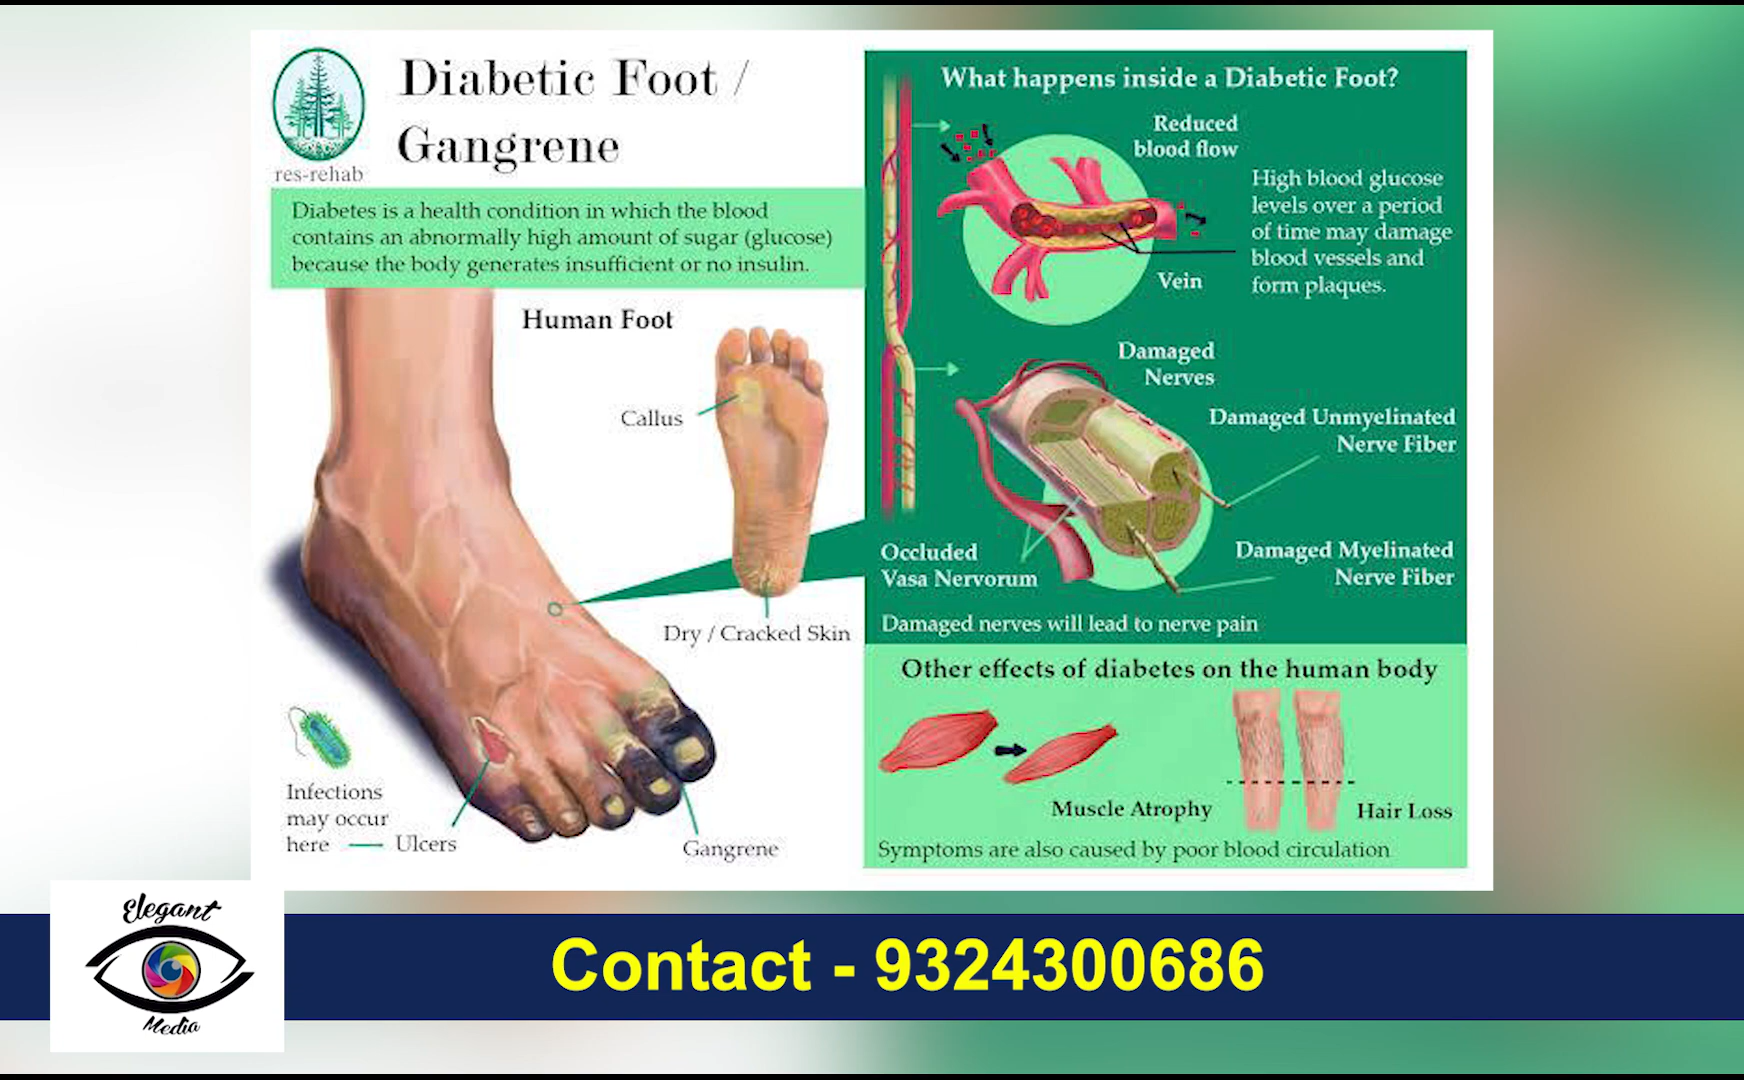 res-rehab
Diabetic Foot /
Gangrene
Diabetes is a health condition in which the blood
contains an abnormally high amount of sugar (glucose)
because the body generates insufficient or no insulin.
Human Foot
Callus
Dry / Cracked Skin
Infections
may occur
here
Ulcers
Gangrene
What happens inside a Diabetic Foot?
Reduced
blood flow
High blood glucose
levels over a period
of time may damage
blood vessels and
form plaques.
Vein
Damaged
Nerves
Damaged Unmyelinated
Nerve Fiber
Occluded
Vasa Nervorum
Damaged Myelinated
Nerve Fiber
Damaged nerves will lead to nerve pain
Other effects of diabetes on the human body
Muscle Atrophy
Hair Loss
Symptoms are also caused by poor blood circulation
Elegant
Media
Contact - 9324300686